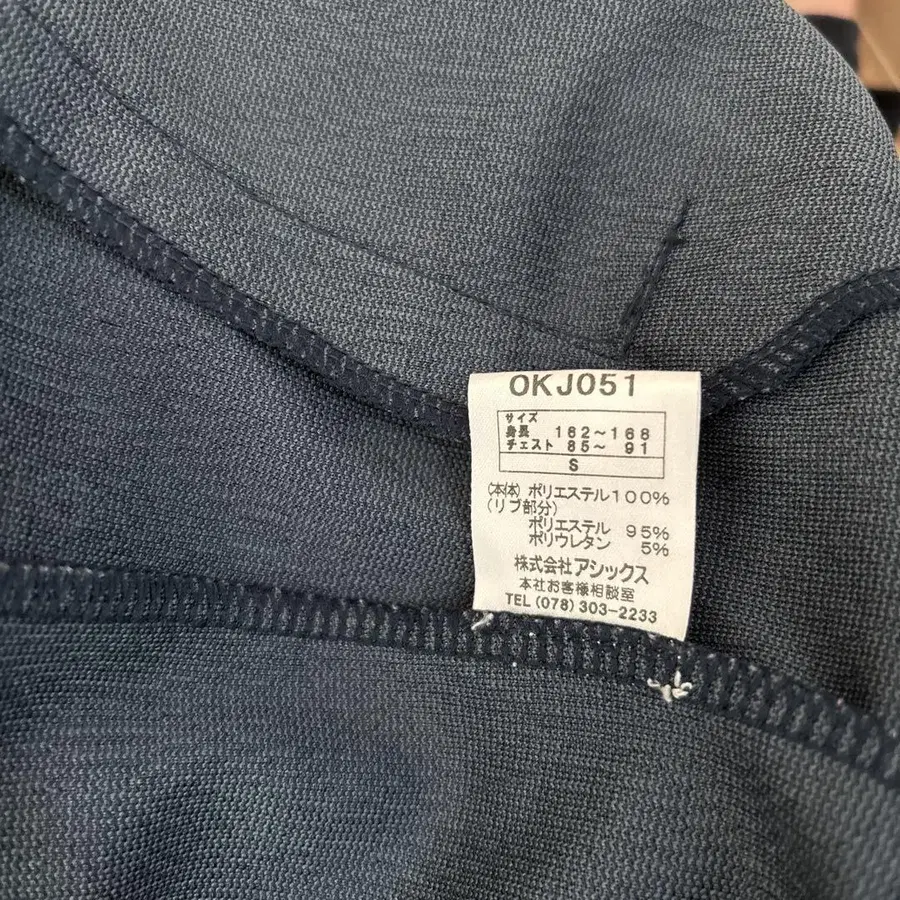 OKJ051
サイズ
身長 162～168
チェスト 85～ 91
S
(本体) ポリエステル100%
(リブ部分)
ポリエステル 95%
ポリウレタン 5%
株式会社アシックス
本社お客様相談室
TEL (078) 303-2233